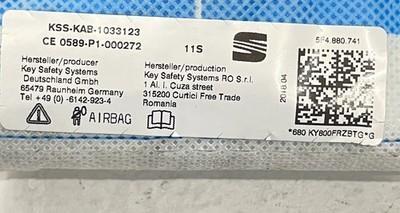 KSS-KAB-1033123
CE 0589-P1-000272
11S
5F4.880.741
Hersteller/producer
Key Safety Systems
Deutschland GmbH
65479 Raunheim Germany
Tel +49 (0) -6142-923-4
AIRBAG
Hersteller/production
Key Safety Systems RO S.r.l.
1 Al. I. Cuza street
315200 Curtici Free Trade
Romania
*680 KY800FRZBTG*G